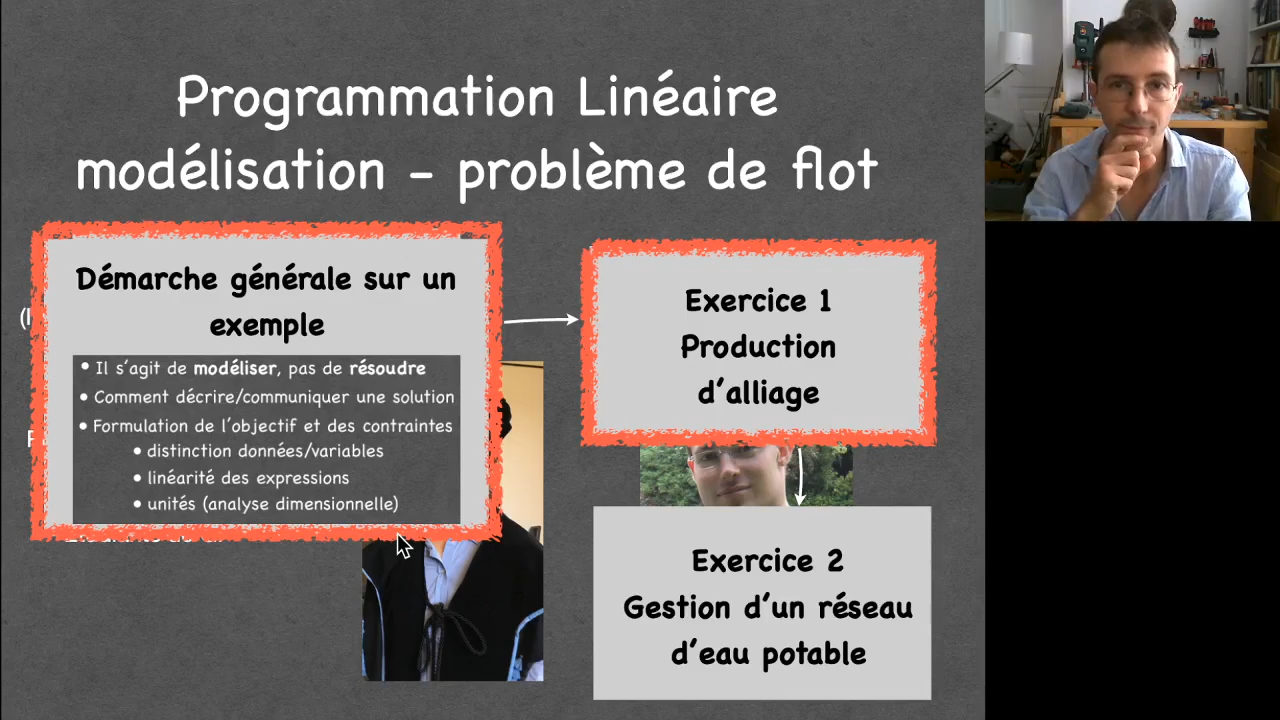 Programmation Linéaire
modélisation - problème de flot
Démarche générale sur un
exemple
• Il s'agit de modéliser, pas de résoudre
• Comment décrire/communiquer une solution
• Formulation de l'objectif et des contraintes
• distinction données/variables
• linéarité des expressions
• unités (analyse dimensionnelle)
Exercice 1
Production
d'alliage
Exercice 2
Gestion d'un réseau
d'eau potable